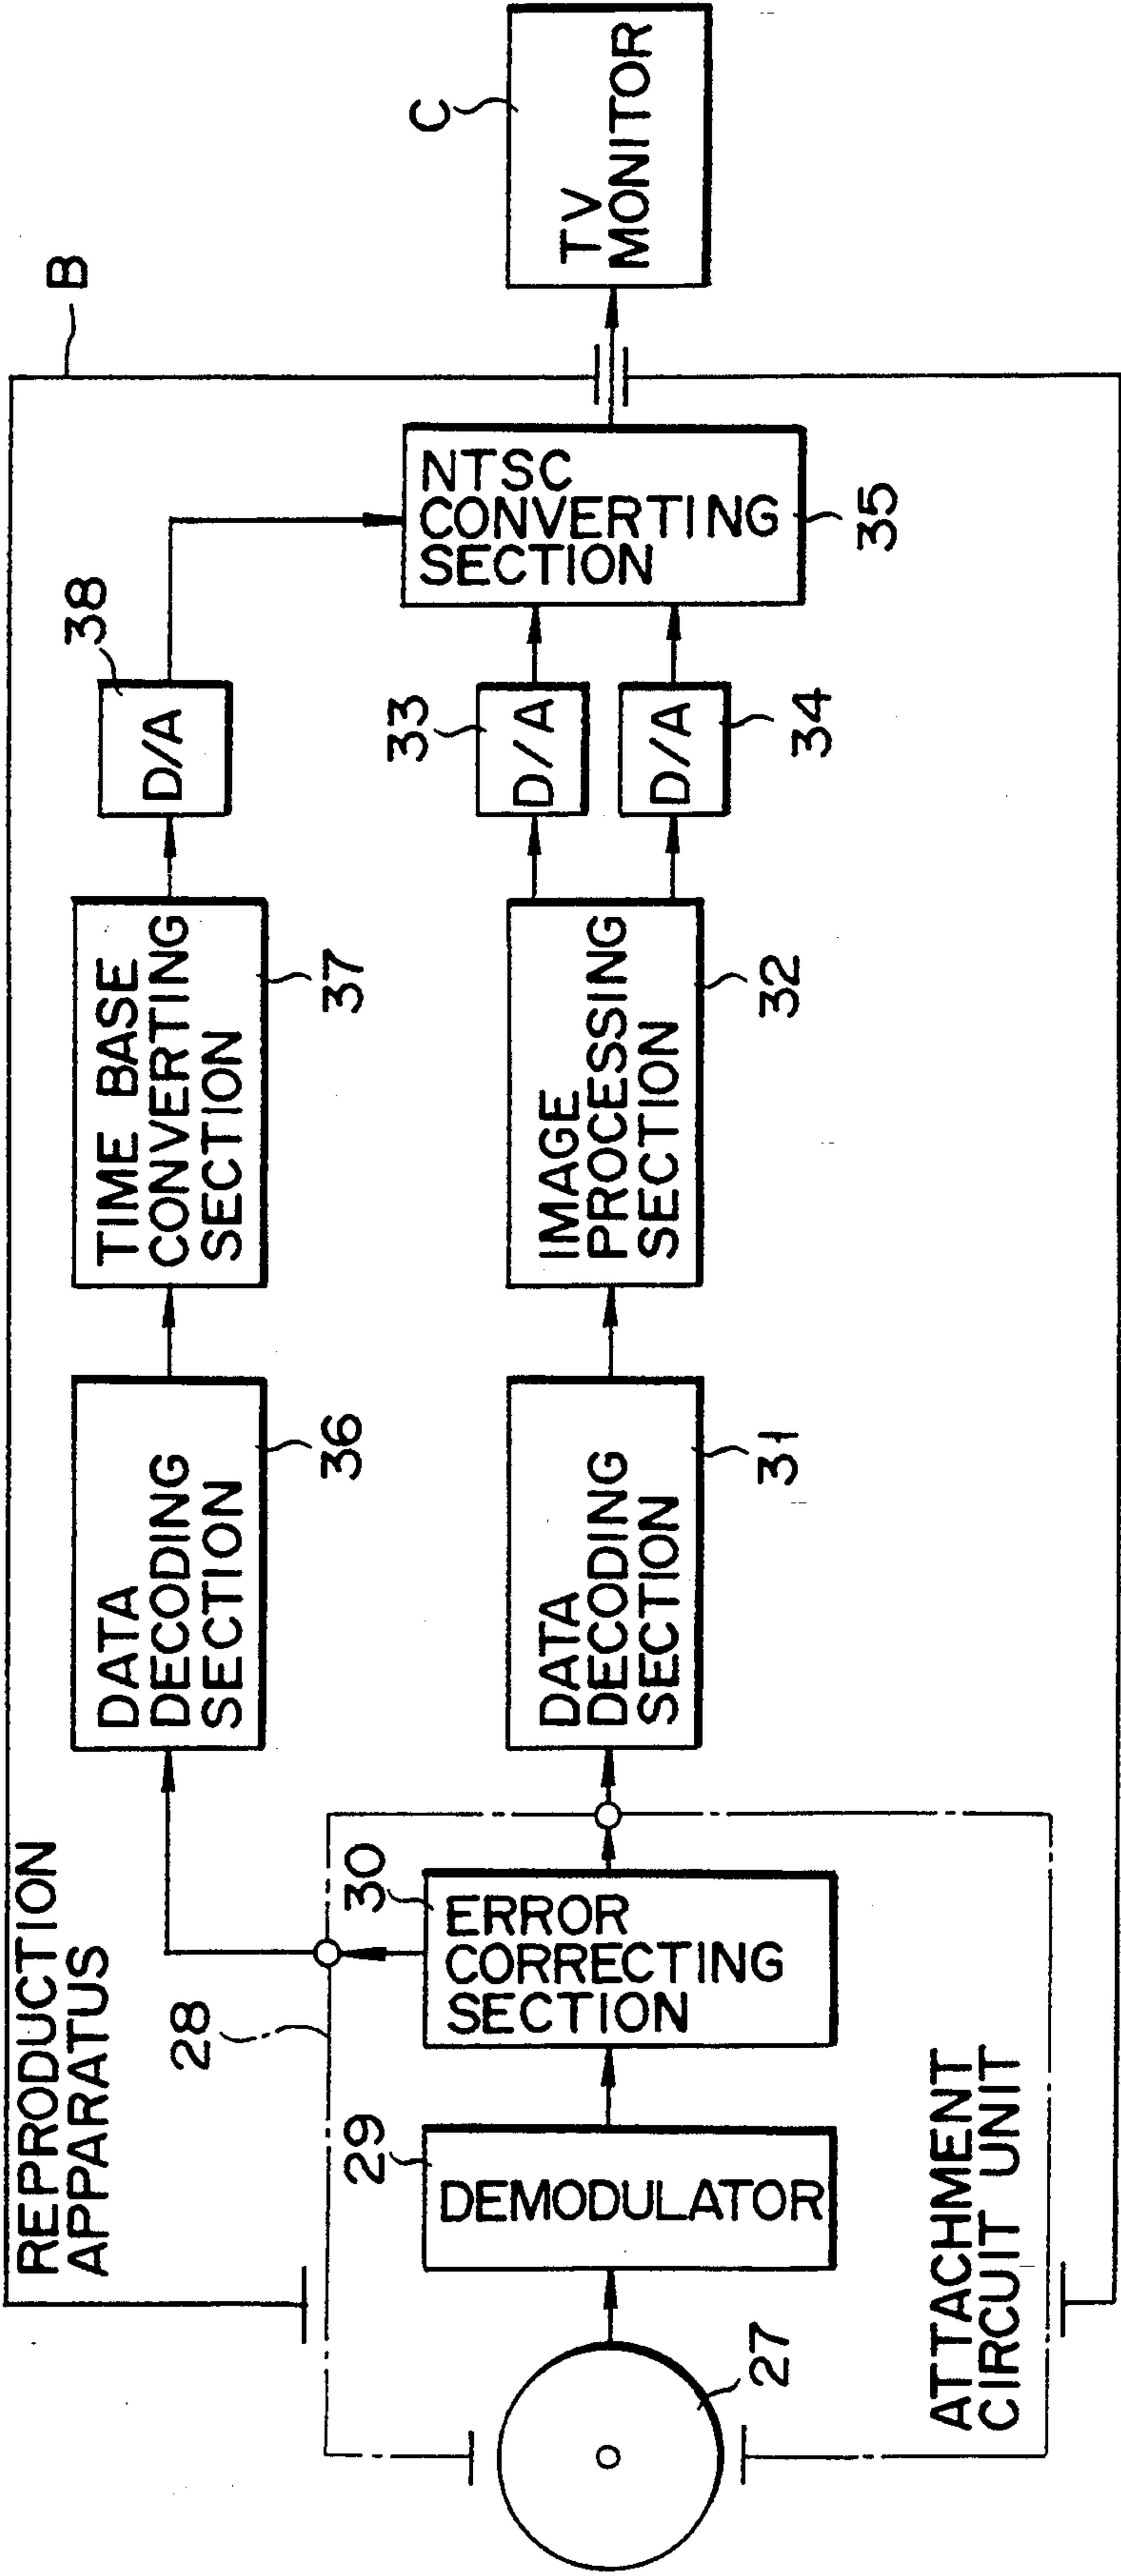 REPRODUCTION
APPARATUS
B
DATA
DECODING
SECTION
36
TIME BASE
CONVERTING
SECTION
37
D/A
38
28
27
DEMODULATOR
29
ERROR
CORRECTING
SECTION
30
DATA
DECODING
SECTION
31
IMAGE
PROCESSING
SECTION
32
D/A
33
D/A
34
NTSC
CONVERTING
SECTION
35
TV
MONITOR
C
ATTACHMENT
CIRCUIT UNIT